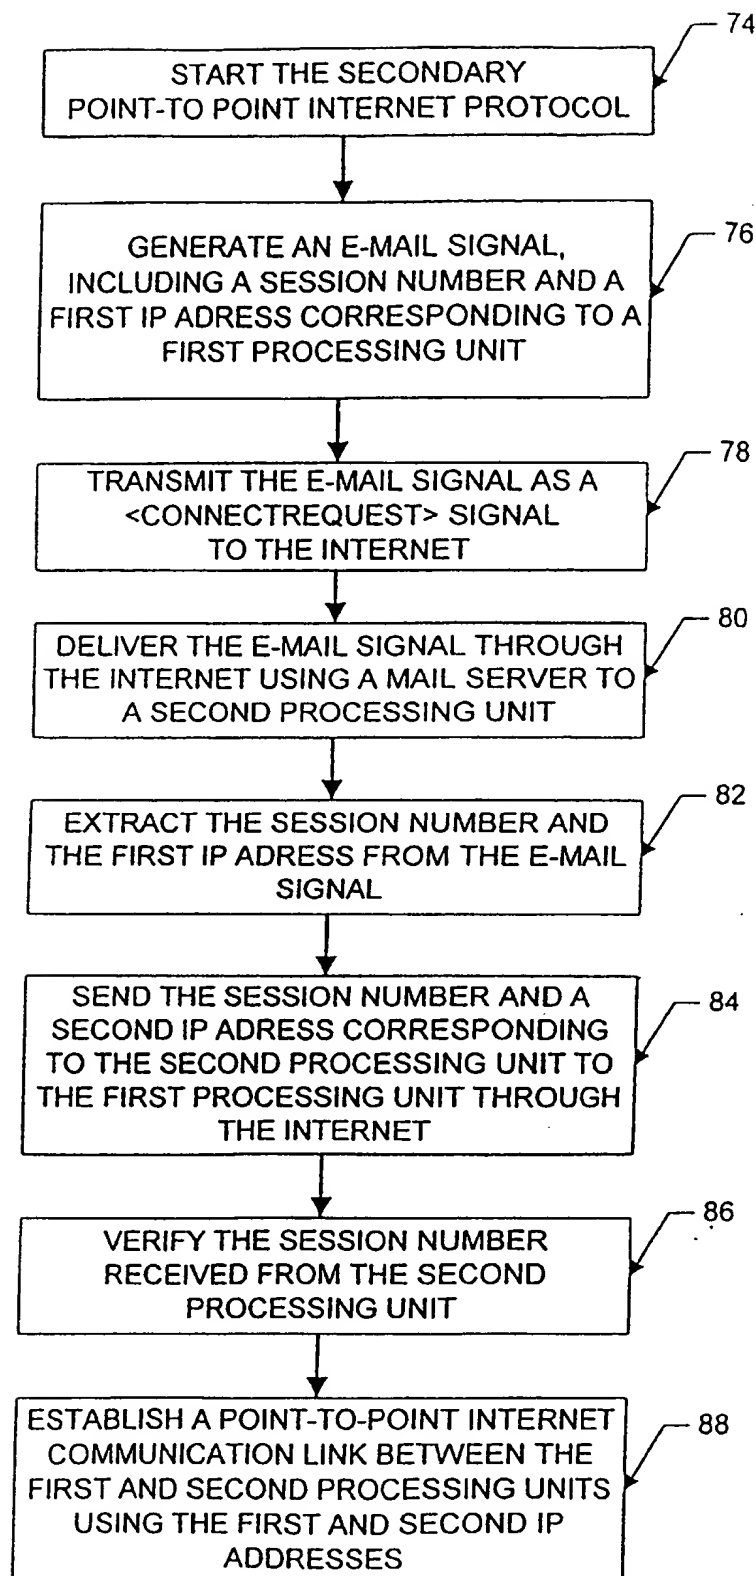 74
START THE SECONDARY
POINT-TO POINT INTERNET PROTOCOL
76
GENERATE AN E-MAIL SIGNAL,
INCLUDING A SESSION NUMBER AND A
FIRST IP ADRESS CORRESPONDING TO A
FIRST PROCESSING UNIT
78
TRANSMIT THE E-MAIL SIGNAL AS A
<CONNECTREQUEST> SIGNAL
TO THE INTERNET
80
DELIVER THE E-MAIL SIGNAL THROUGH
THE INTERNET USING A MAIL SERVER TO
A SECOND PROCESSING UNIT
82
EXTRACT THE SESSION NUMBER AND
THE FIRST IP ADRESS FROM THE E-MAIL
SIGNAL
84
SEND THE SESSION NUMBER AND A
SECOND IP ADRESS CORRESPONDING
TO THE SECOND PROCESSING UNIT TO
THE FIRST PROCESSING UNIT THROUGH
THE INTERNET
86
VERIFY THE SESSION NUMBER
RECEIVED FROM THE SECOND
PROCESSING UNIT
88
ESTABLISH A POINT-TO-POINT INTERNET
COMMUNICATION LINK BETWEEN THE
FIRST AND SECOND PROCESSING UNITS
USING THE FIRST AND SECOND IP
ADDRESSES